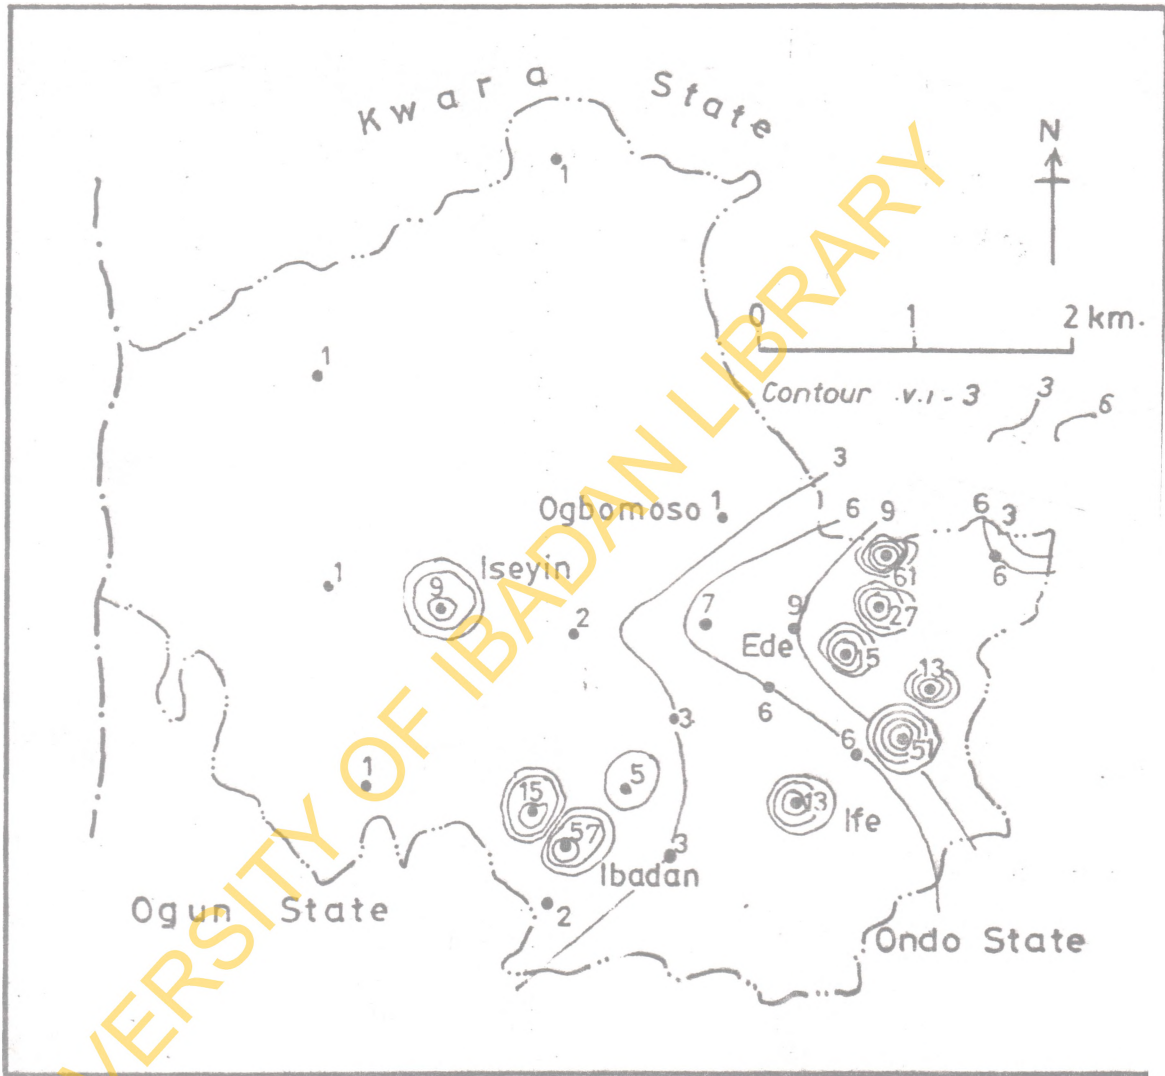 Kwara State
1
N
0 1 2 km.
1
Contour .v.1 - 3
3 6
3
Ogbomoso 1
6 9
6 3
61
6
Iseyin
9
1
27
7
9
2
Ede
15
13
6
3
6
51
1
5
15
13
Ife
57
3
Ibadan
2
Ogun State
Ondo State
VERSITY OF IBADAN LIBRARY